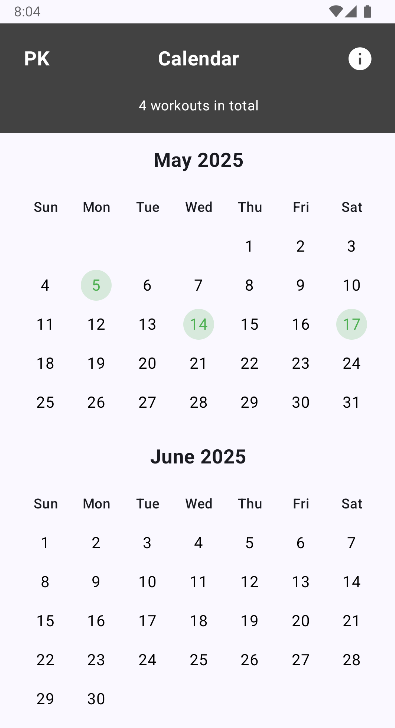 8:04
PK Calendar
4 workouts in total
May 2025
Sun Mon Tue Wed Thu Fri Sat
1 2 3
4 5 6 7 8 9 10
11 12 13 14 15 16 17
18 19 20 21 22 23 24
25 26 27 28 29 30 31
June 2025
Sun Mon Tue Wed Thu Fri Sat
1 2 3 4 5 6 7
8 9 10 11 12 13 14
15 16 17 18 19 20 21
22 23 24 25 26 27 28
29 30